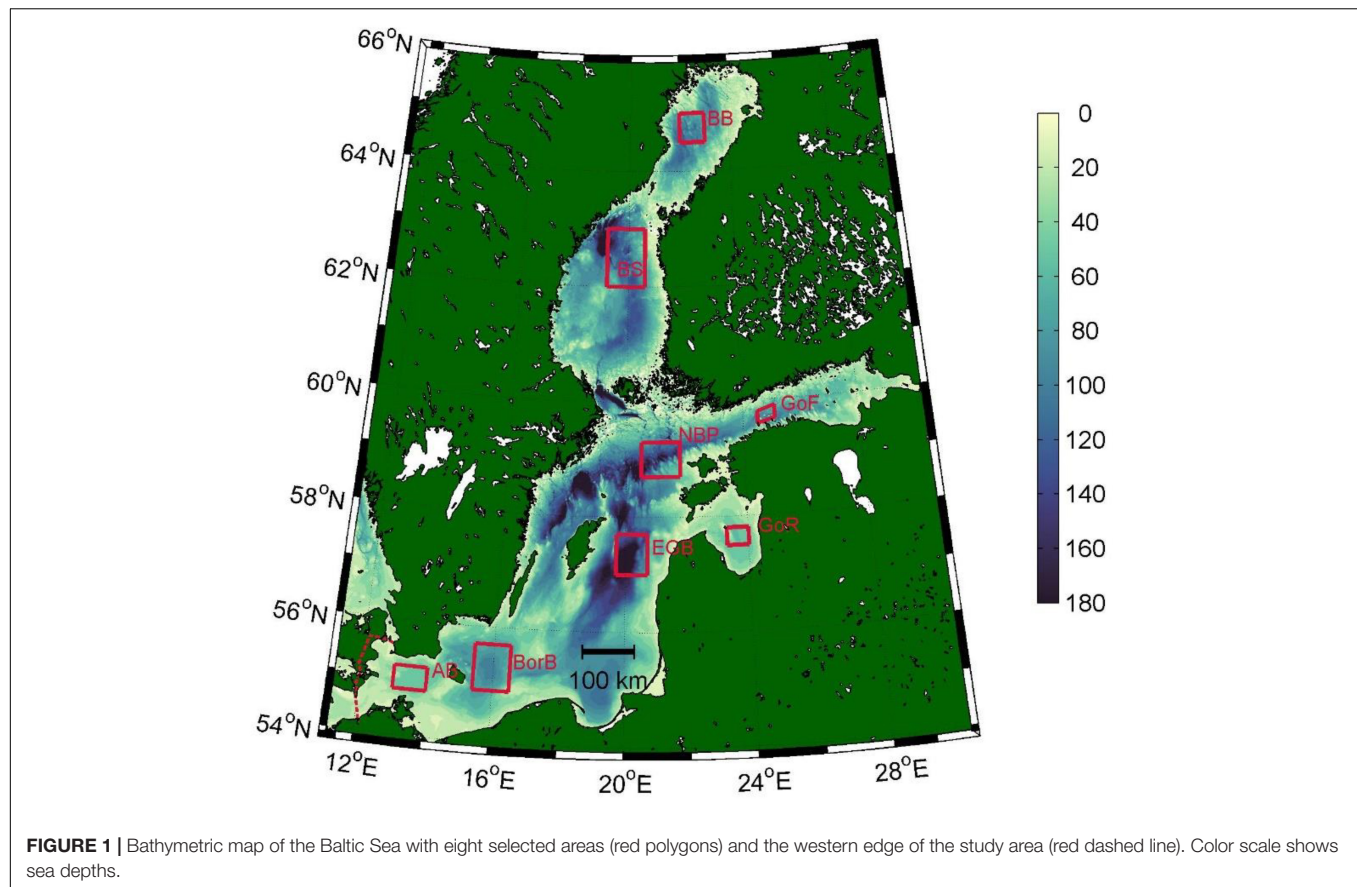 66°N
64°N
62°N
60°N
58°N
56°N
54°N
12°E
16°E
20°E
24°E
28°E
BB
BS
GoF
NBP
GoR
EGB
AB
BorB
100 km
0
20
40
60
80
100
120
140
160
180
FIGURE 1 | Bathymetric map of the Baltic Sea with eight selected areas (red polygons) and the western edge of the study area (red dashed line). Color scale shows
sea depths.